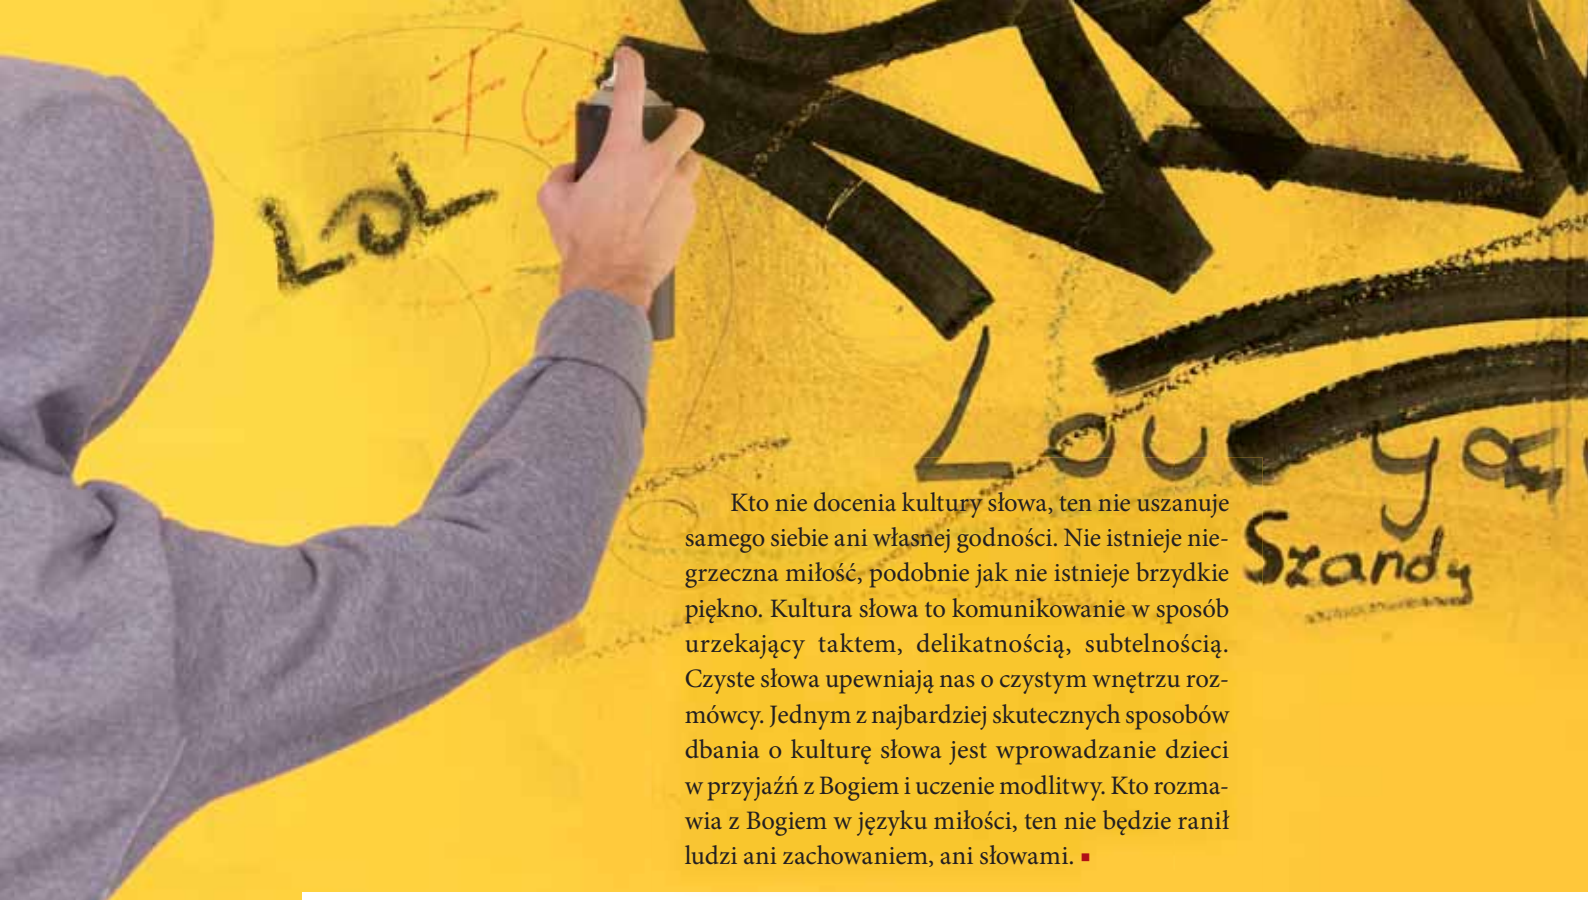 FU
LOL
Lou ya
Szandy
Kto nie docenia kultury słowa, ten nie uszanuje
samego siebie ani własnej godności. Nie istnieje nie-
grzeczna miłość, podobnie jak nie istnieje brzydkie
piękno. Kultura słowa to komunikowanie w sposób
urzekający taktem, delikatnością, subtelnością.
Czyste słowa upewniają nas o czystym wnętrzu roz-
mówcy. Jednym z najbardziej skutecznych sposobów
dbania o kulturę słowa jest wprowadzanie dzieci
w przyjaźń z Bogiem i uczenie modlitwy. Kto rozma-
wia z Bogiem w języku miłości, ten nie będzie ranił
ludzi ani zachowaniem, ani słowami.